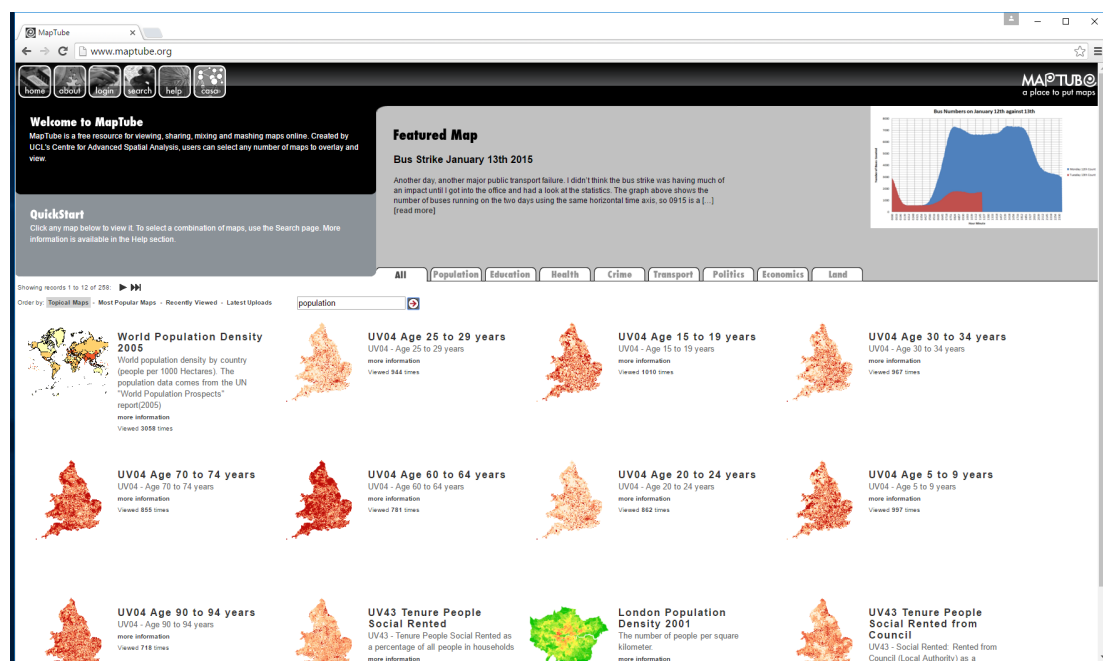 MapTube
www.maptube.org
home about login search help casa
MAPTUBE
a place to put maps
Welcome to MapTube
MapTube is a free resource for viewing, sharing, mixing and mashing maps online. Created by
UCL's Centre for Advanced Spatial Analysis, users can select any number of maps to overlay and
view.
QuickStart
Click any map below to view it. To select a combination of maps, use the Search page. More
information is available in the Help section.
Featured Map
Bus Strike January 13th 2015
Another day, another major public transport failure. I didn't think the bus strike was having much of
an impact until I got into the office and had a look at the statistics. The graph above shows the
number of buses running on the two days using the same horizontal time axis, so 0915 is a [...]
[read more]
Bus Numbers on January 12th against 13th
All Population Education Health Crime Transport Politics Economics Land
Showing records 1 to 12 of 259:
Order by: Topical Maps - Most Popular Maps - Recently Viewed - Latest Uploads
population
World Population Density
2005
World population density by country
(people per 1000 Hectares). The
population data comes from the UN
"World Population Prospects"
report(2005)
more information
Viewed 3058 times
UV04 Age 25 to 29 years
UV04 - Age 25 to 29 years
more information
Viewed 944 times
UV04 Age 15 to 19 years
UV04 - Age 15 to 19 years
more information
Viewed 1010 times
UV04 Age 30 to 34 years
UV04 - Age 30 to 34 years
more information
Viewed 967 times
UV04 Age 70 to 74 years
UV04 - Age 70 to 74 years
more information
Viewed 855 times
UV04 Age 60 to 64 years
UV04 - Age 60 to 64 years
more information
Viewed 781 times
UV04 Age 20 to 24 years
UV04 - Age 20 to 24 years
more information
Viewed 862 times
UV04 Age 5 to 9 years
UV04 - Age 5 to 9 years
more information
Viewed 997 times
UV04 Age 90 to 94 years
UV04 - Age 90 to 94 years
more information
Viewed 718 times
UV43 Tenure People
Social Rented
UV43 - Tenure People Social Rented as
a percentage of all people in households
more information
London Population
Density 2001
The number of people per square
kilometer.
more information
UV43 Tenure People
Social Rented from
Council
UV43 - Social Rented: Rented from
Council (Local Authority) as a